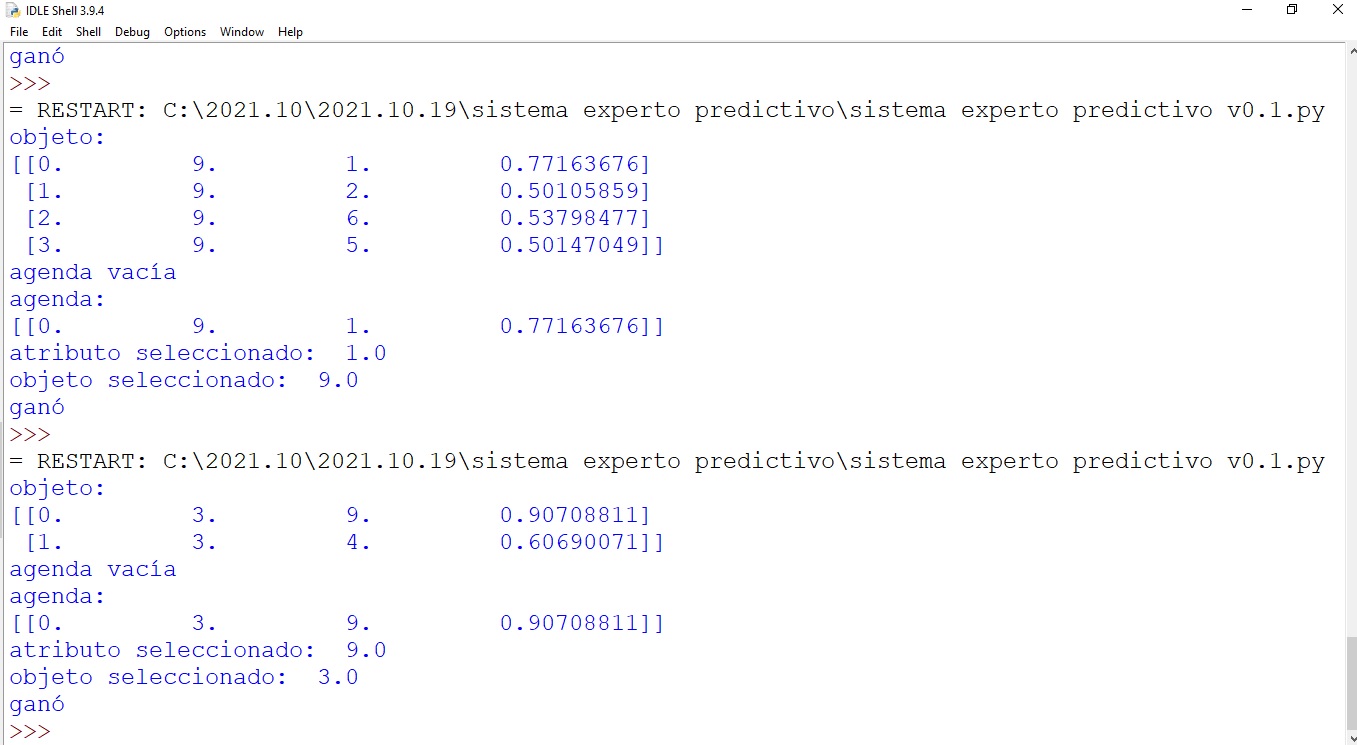 IDLE Shell 3.9.4
File Edit Shell Debug Options Window Help
ganó
>>>
= RESTART: C:\2021.10\2021.10.19\sistema experto predictivo\sistema experto predictivo v0.1.py
objeto:
[[0. 9. 1. 0.77163676]
[1. 9. 2. 0.50105859]
[2. 9. 6. 0.53798477]
[3. 9. 5. 0.50147049]]
agenda vacía
agenda:
[[0. 9. 1. 0.77163676]]
atributo seleccionado: 1.0
objeto seleccionado: 9.0
ganó
>>>
= RESTART: C:\2021.10\2021.10.19\sistema experto predictivo\sistema experto predictivo v0.1.py
objeto:
[[0. 3. 9. 0.90708811]
[1. 3. 4. 0.60690071]]
agenda vacía
agenda:
[[0. 3. 9. 0.90708811]]
atributo seleccionado: 9.0
objeto seleccionado: 3.0
ganó
>>>